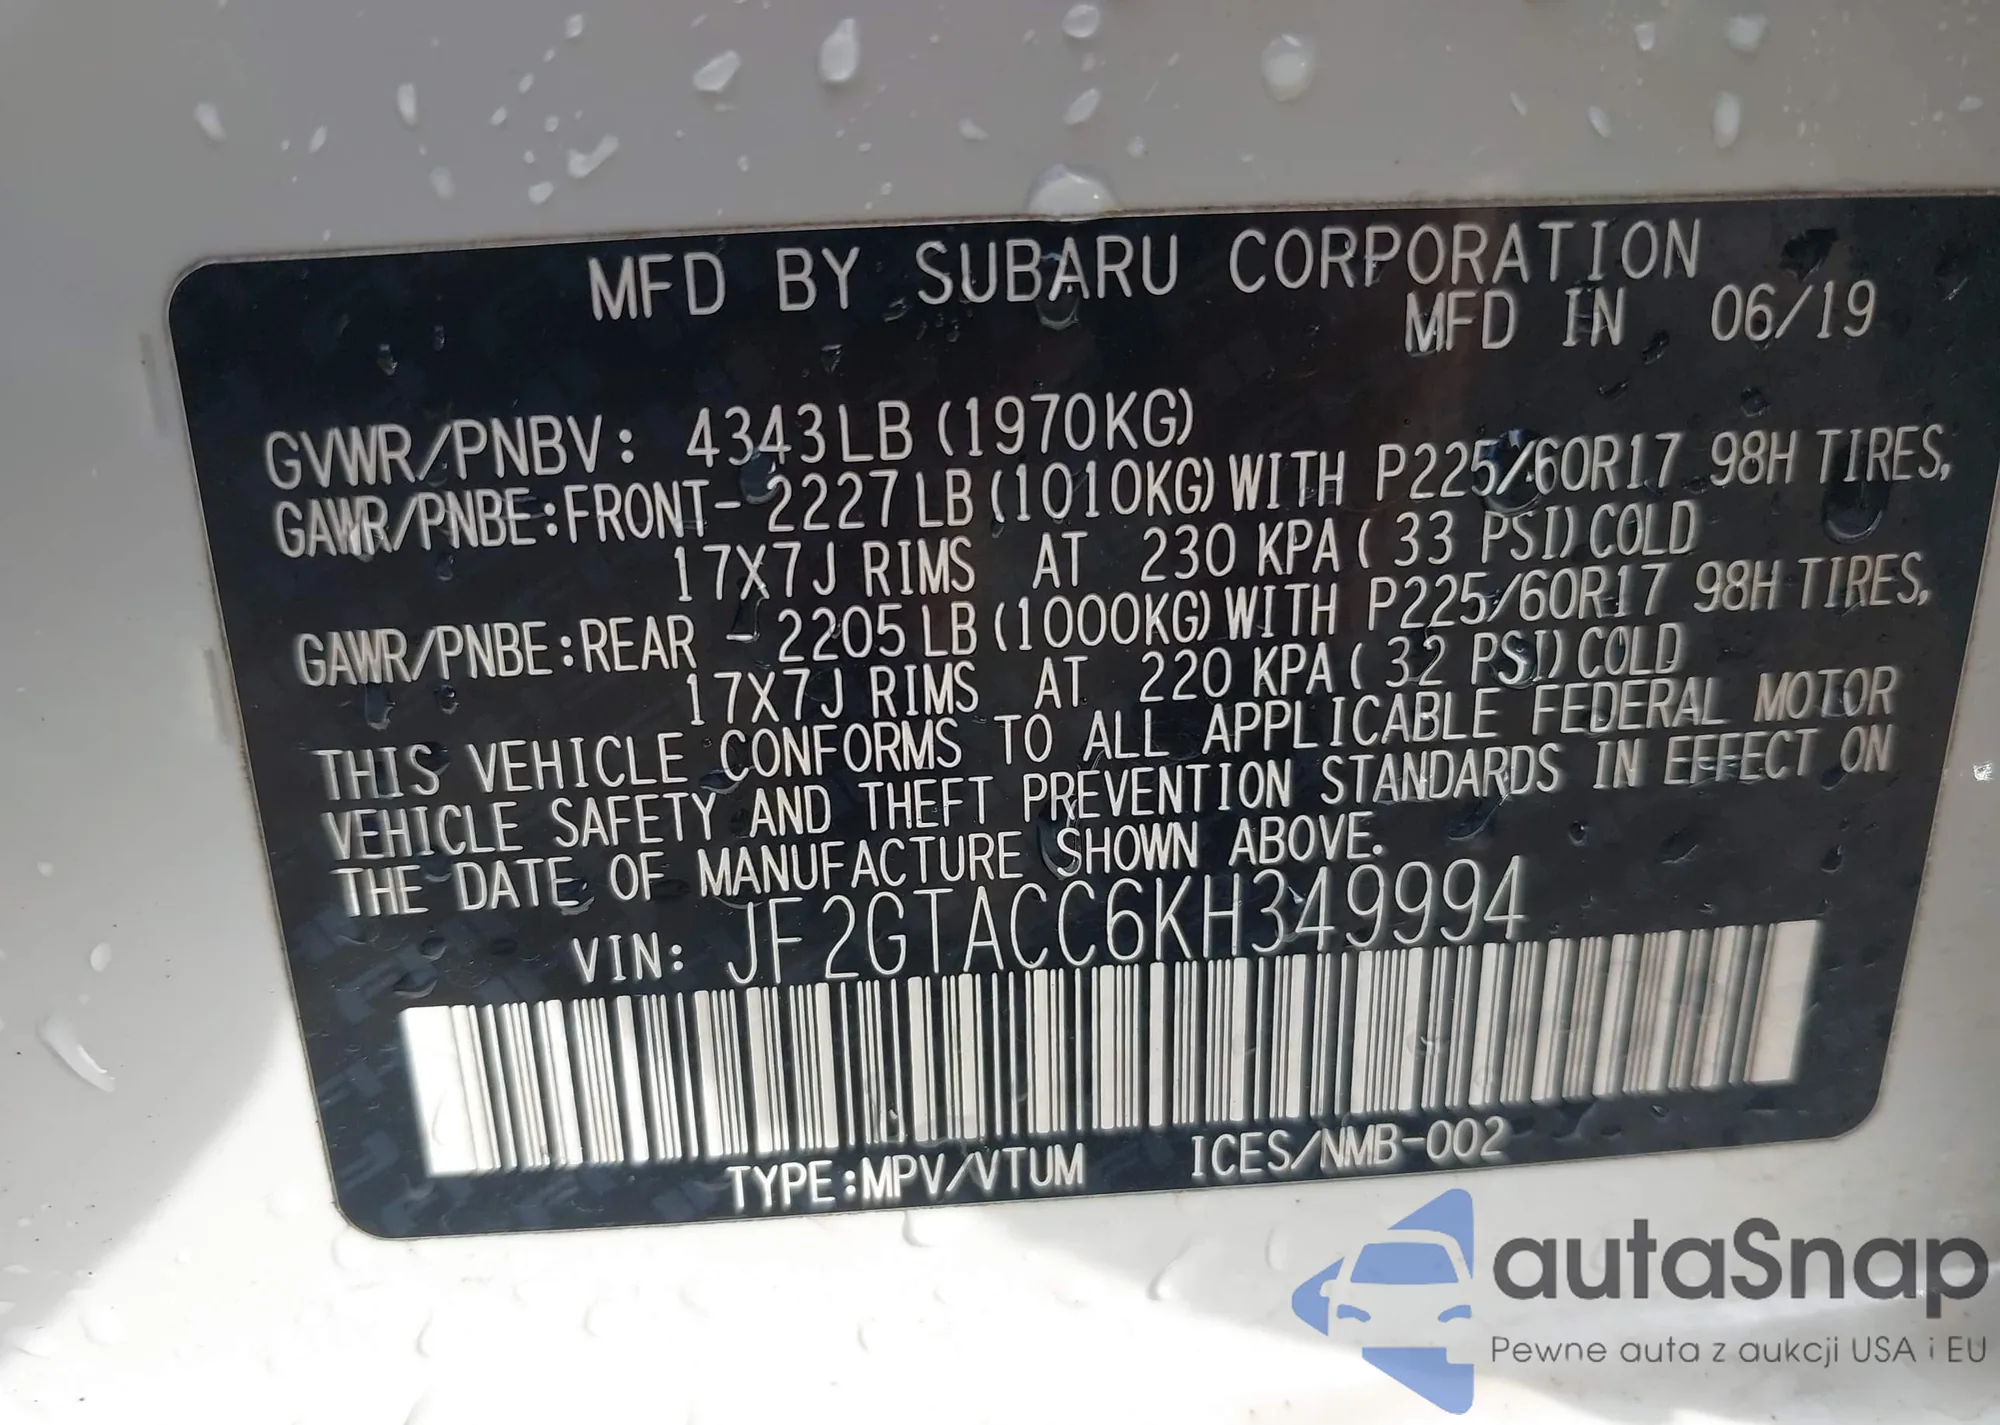 MFD BY SUBARU CORPORATION
MFD IN 06/19
GVWR/PNBV: 4343LB(1970KG)
GAWR/PNBE:FRONT- 2227LB(1010KG)WITH P225/60R17 98H TIRES,
17X7J RIMS AT 230 KPA( 33 PSI)COLD
GAWR/PNBE:REAR - 2205LB(1000KG)WITH P225/60R17 98H TIRES,
17X7J RIMS AT 220 KPA( 32 PSI)COLD
THIS VEHICLE CONFORMS TO ALL APPLICABLE FEDERAL MOTOR
VEHICLE SAFETY AND THEFT PREVENTION STANDARDS IN EFFECT ON
THE DATE OF MANUFACTURE SHOWN ABOVE.
VIN: JF2GTACC6KH349994
TYPE:MPV/VTUM ICES/NMB-002
autaSnap
Pewne auta z aukcji USA i EU